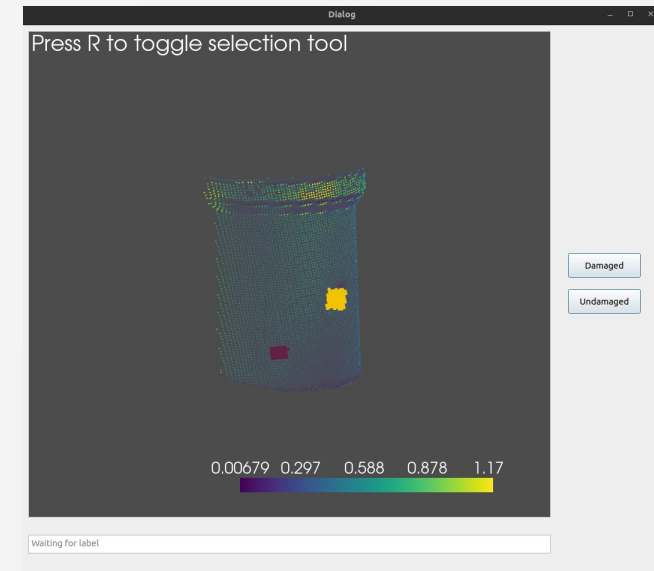 Dialog
Press R to toggle selection tool
Damaged
Undamaged
0.00679 0.297 0.588 0.878 1.17
Waiting for label